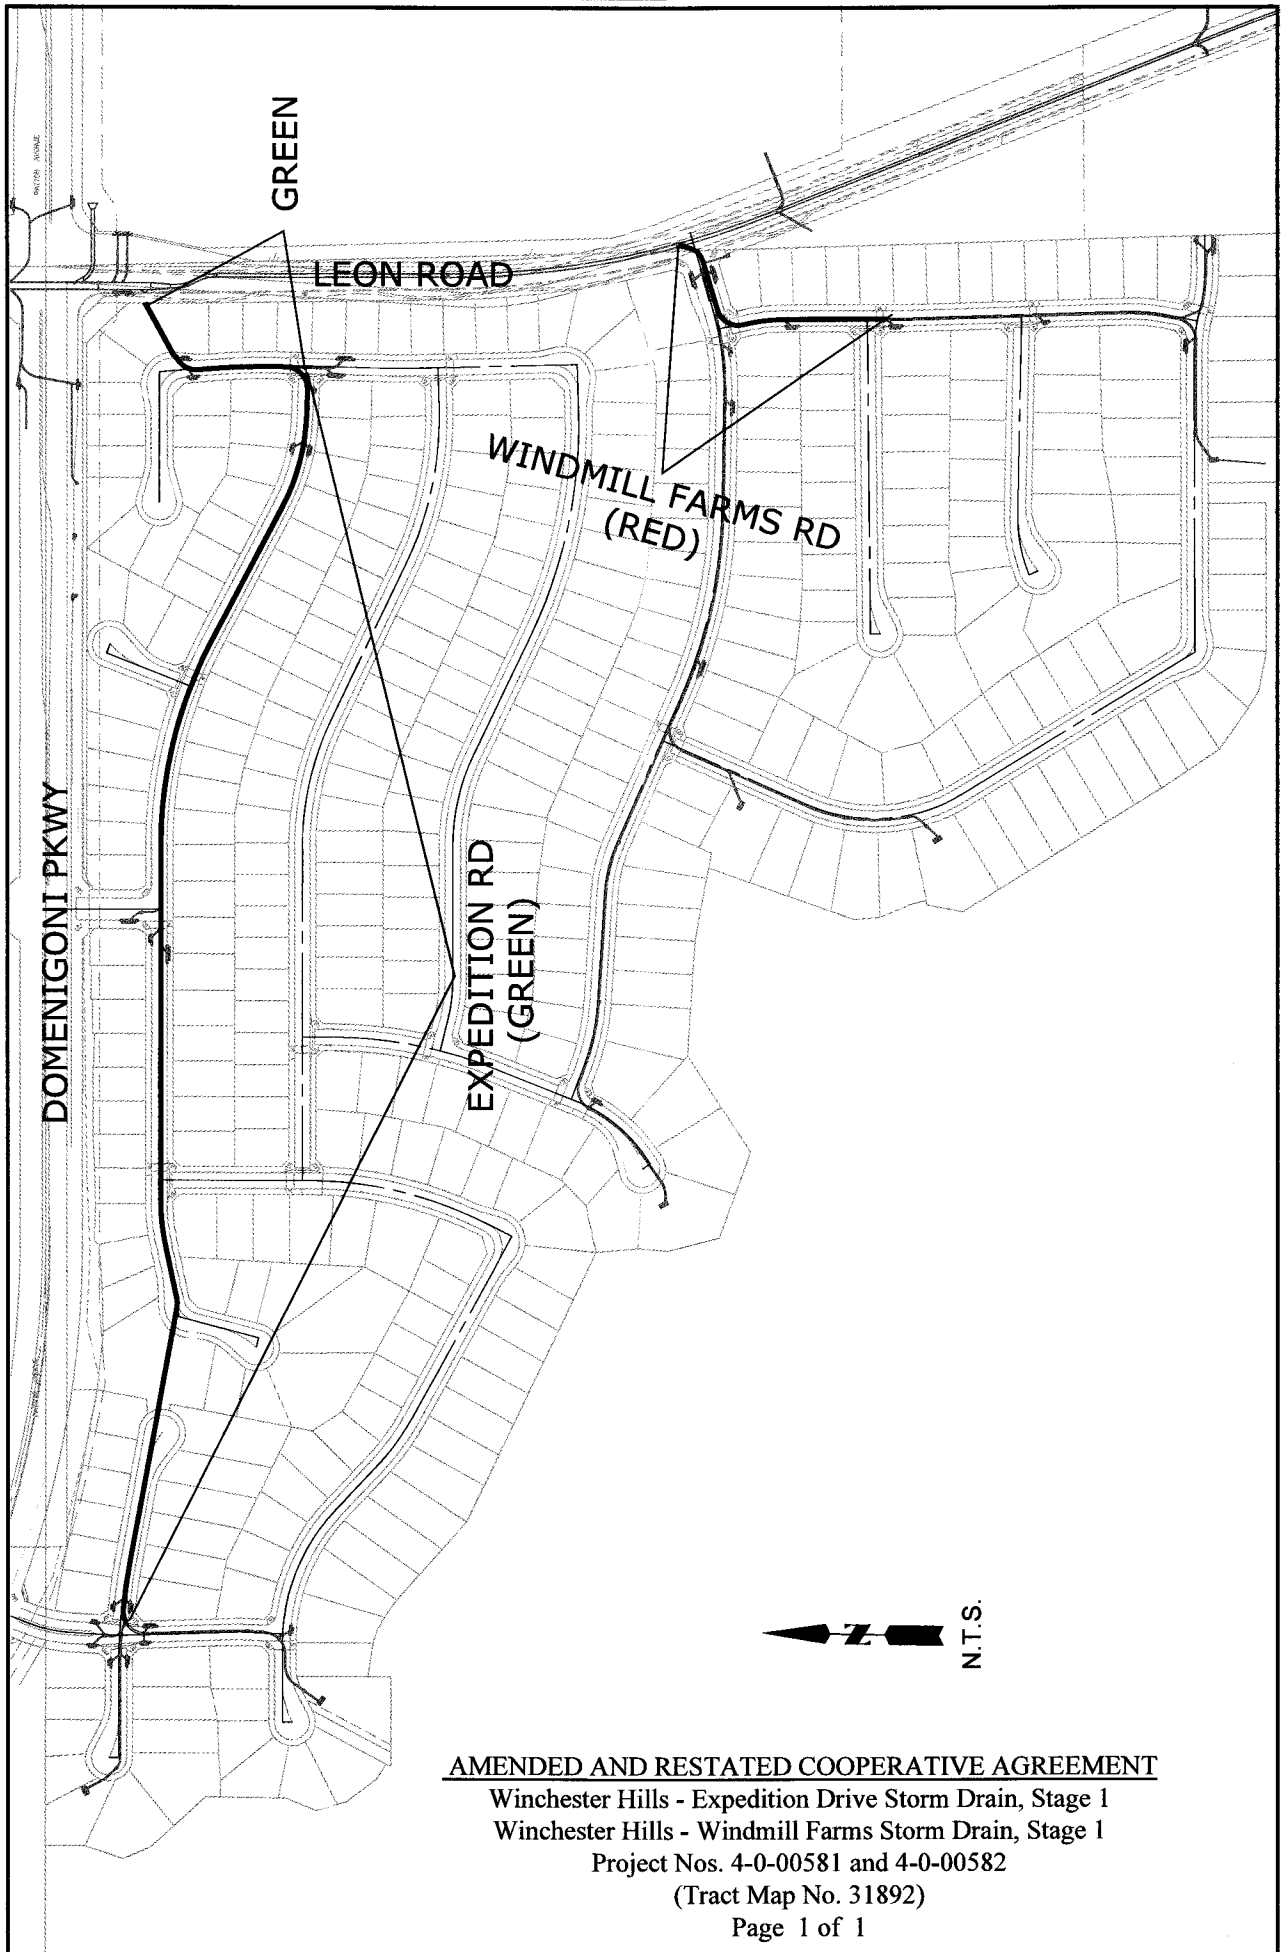 GREEN
LEON ROAD
WINDMILL FARMS RD
(RED)
DOMENIGONI PKWY
EXPEDITION RD
(GREEN)
N
N.T.S.
AMENDED AND RESTATED COOPERATIVE AGREEMENT
Winchester Hills - Expedition Drive Storm Drain, Stage 1
Winchester Hills - Windmill Farms Storm Drain, Stage 1
Project Nos. 4-0-00581 and 4-0-00582
(Tract Map No. 31892)
Page 1 of 1